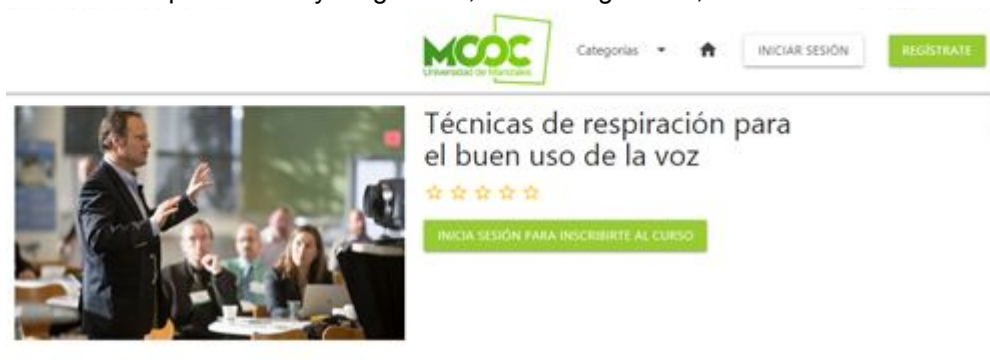 MOOC
Universidad de Manizales
Categorías
INICIAR SESIÓN
REGÍSTRATE
Técnicas de respiración para
el buen uso de la voz
INICIA SESIÓN PARA INSCRIBIRTE AL CURSO